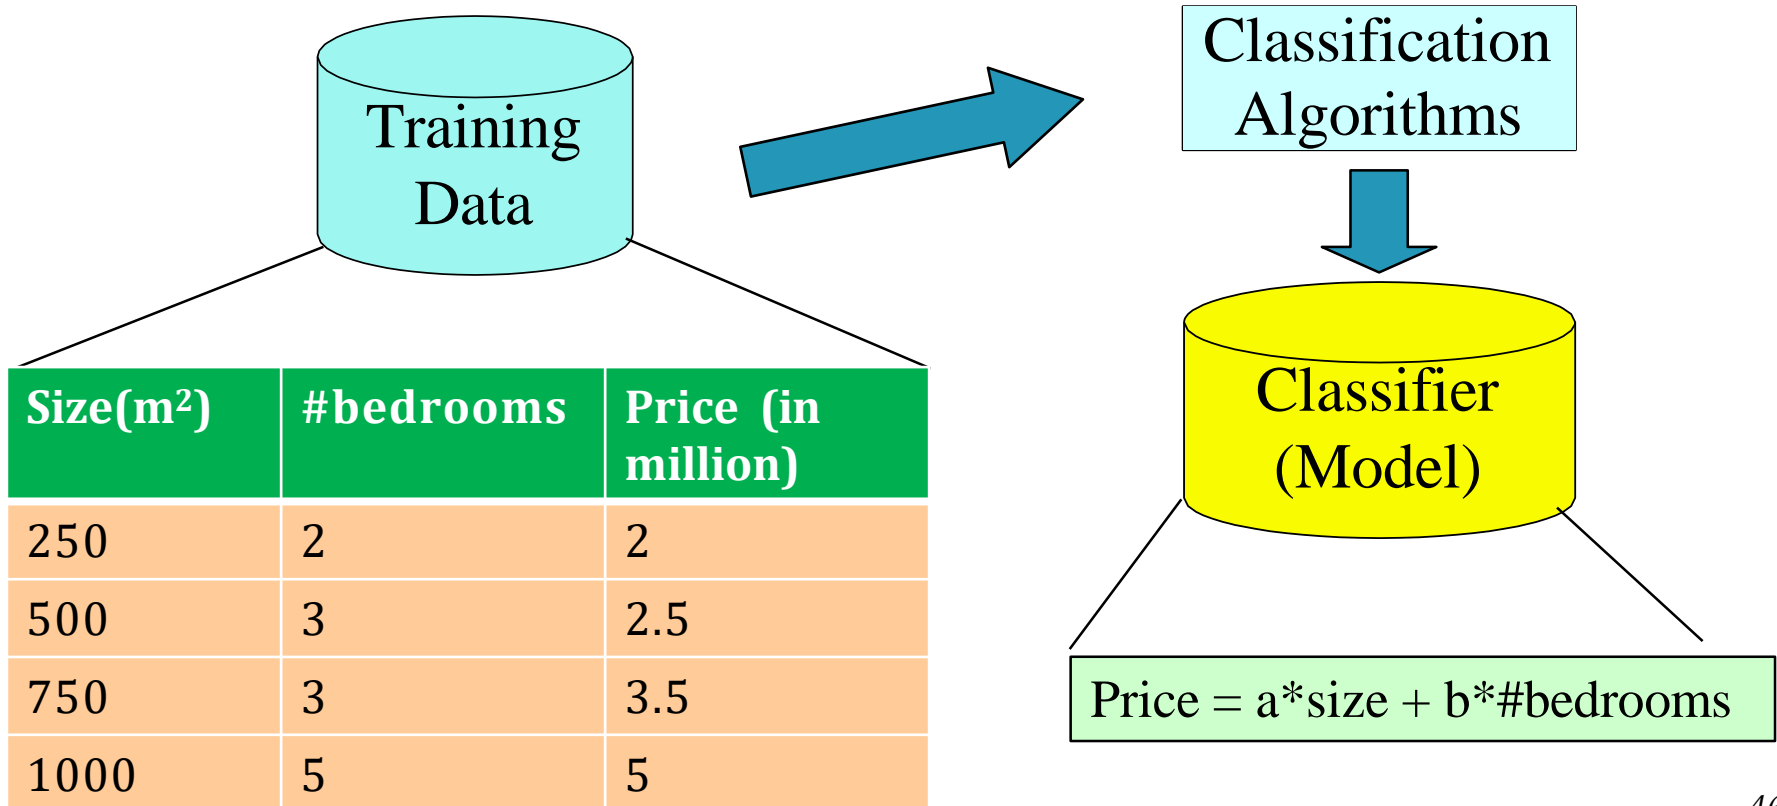 Training
Data
Classification
Algorithms
Classifier
(Model)
Size(m²) #bedrooms Price (in
million)
250 2 2
500 3 2.5
750 3 3.5
1000 5 5
Price = a*size + b*#bedrooms